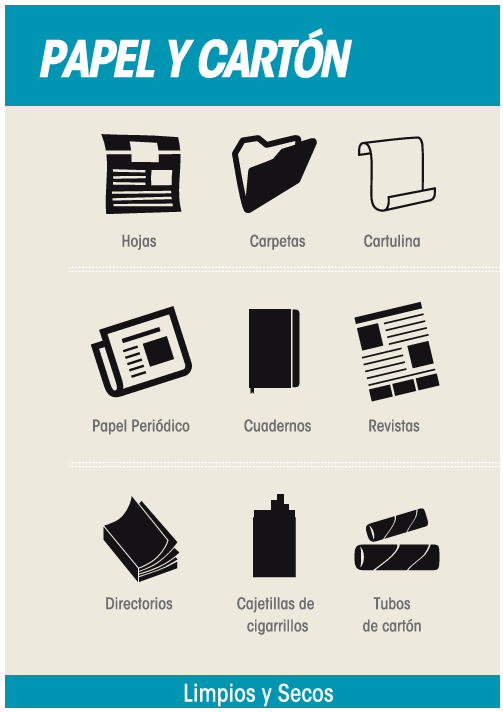 PAPEL Y CARTÓN
Hojas
Carpetas
Cartulina
Papel Periódico
Cuadernos
Revistas
Directorios
Cajetillas de
cigarrillos
Tubos
de cartón
Limpios y Secos